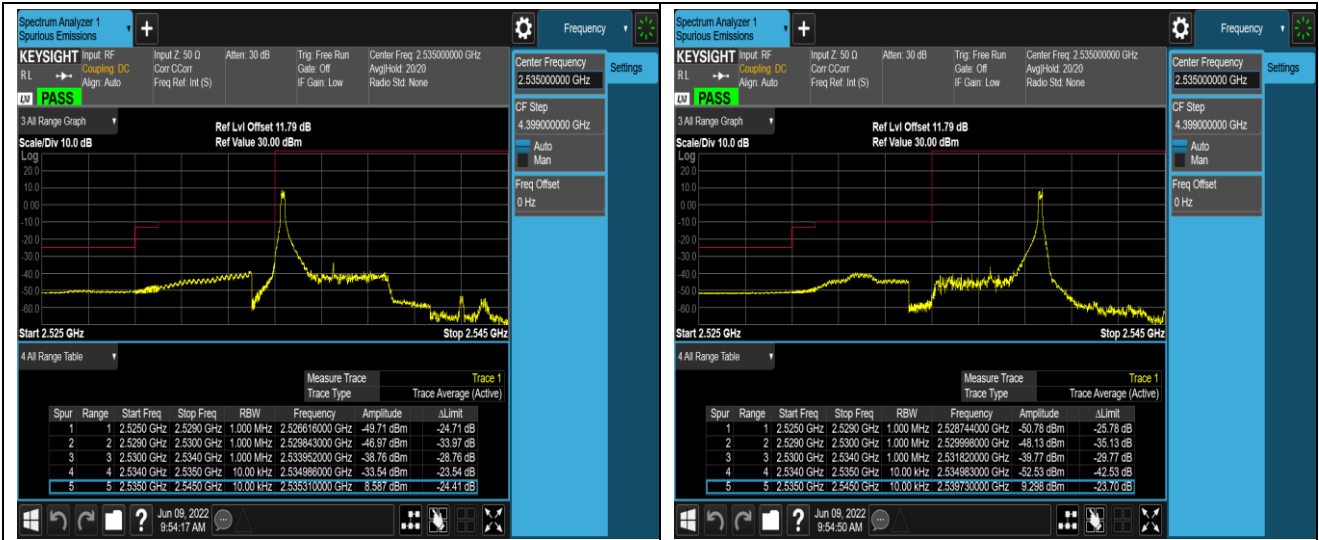 Spectrum Analyzer 1
Spurious Emissions
+
Frequency
KEYSIGHT Input: RF Input Z: 50 Ω Atten: 30 dB Trig: Free Run Center Freq: 2.535000000 GHz
RL Coupling: DC Corr CCorr Gate: Off Avg|Hold: 20/20
Align: Auto Freq Ref: Int (S) IF Gain: Low Radio Std: None
LXI PASS
Center Frequency
2.535000000 GHz
Settings
CF Step
4.399000000 GHz
Auto
Man
Freq Offset
0 Hz
3 All Range Graph
Ref Lvl Offset 11.79 dB
Scale/Div 10.0 dB Ref Value 30.00 dBm
Log
20.0
10.0
0.00
-10.0
-20.0
-30.0
-40.0
-50.0
-60.0
Start 2.525 GHz Stop 2.545 GHz
4 All Range Table
Measure Trace Trace 1
Trace Type Trace Average (Active)
Spur Range Start Freq Stop Freq RBW Frequency Amplitude ΔLimit
1 1 2.5250 GHz 2.5290 GHz 1.000 MHz 2.526616000 GHz -49.71 dBm -24.71 dB
2 2 2.5290 GHz 2.5300 GHz 1.000 MHz 2.529843000 GHz -46.97 dBm -33.97 dB
3 3 2.5300 GHz 2.5340 GHz 1.000 MHz 2.533952000 GHz -38.76 dBm -28.76 dB
4 4 2.5340 GHz 2.5350 GHz 10.00 kHz 2.534986000 GHz -33.54 dBm -23.54 dB
5 5 2.5350 GHz 2.5450 GHz 10.00 kHz 2.535310000 GHz 8.587 dBm -24.41 dB
?
Jun 09, 2022
9:54:17 AM
Spectrum Analyzer 1
Spurious Emissions
+
Frequency
KEYSIGHT Input: RF Input Z: 50 Ω Atten: 30 dB Trig: Free Run Center Freq: 2.535000000 GHz
RL Coupling: DC Corr CCorr Gate: Off Avg|Hold: 20/20
Align: Auto Freq Ref: Int (S) IF Gain: Low Radio Std: None
LXI PASS
Center Frequency
2.535000000 GHz
Settings
CF Step
4.399000000 GHz
Auto
Man
Freq Offset
0 Hz
3 All Range Graph
Ref Lvl Offset 11.79 dB
Scale/Div 10.0 dB Ref Value 30.00 dBm
Log
20.0
10.0
0.00
-10.0
-20.0
-30.0
-40.0
-50.0
-60.0
Start 2.525 GHz Stop 2.545 GHz
4 All Range Table
Measure Trace Trace 1
Trace Type Trace Average (Active)
Spur Range Start Freq Stop Freq RBW Frequency Amplitude ΔLimit
1 1 2.5250 GHz 2.5290 GHz 1.000 MHz 2.528744000 GHz -50.78 dBm -25.78 dB
2 2 2.5290 GHz 2.5300 GHz 1.000 MHz 2.529998000 GHz -48.13 dBm -35.13 dB
3 3 2.5300 GHz 2.5340 GHz 1.000 MHz 2.531820000 GHz -39.77 dBm -29.77 dB
4 4 2.5340 GHz 2.5350 GHz 10.00 kHz 2.534983000 GHz -52.53 dBm -42.53 dB
5 5 2.5350 GHz 2.5450 GHz 10.00 kHz 2.539730000 GHz 9.298 dBm -23.70 dB
?
Jun 09, 2022
9:54:50 AM